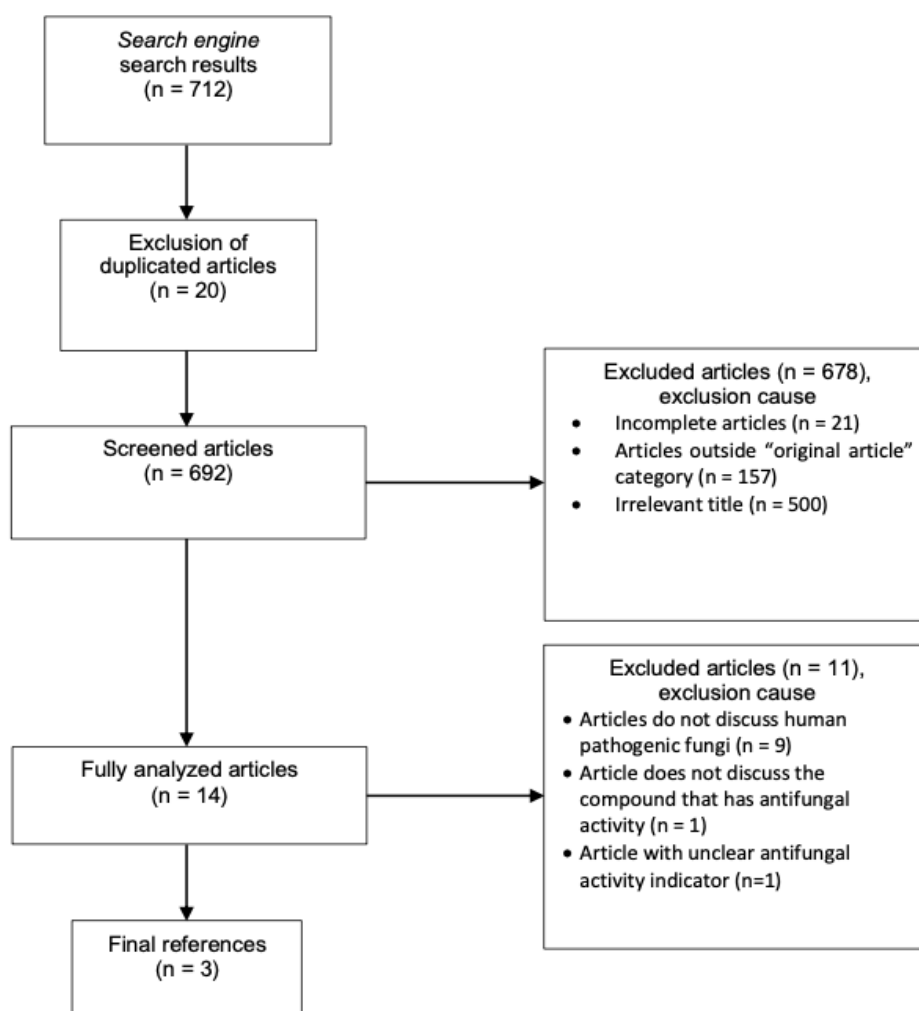 Search engine
search results
(n = 712)
Exclusion of
duplicated articles
(n = 20)
Screened articles
(n = 692)
Excluded articles (n = 678),
exclusion cause
• Incomplete articles (n = 21)
• Articles outside “original article”
category (n = 157)
• Irrelevant title (n = 500)
Fully analyzed articles
(n = 14)
Excluded articles (n = 11),
exclusion cause
• Articles do not discuss human
pathogenic fungi (n = 9)
• Article does not discuss the
compound that has antifungal
activity (n = 1)
• Article with unclear antifungal
activity indicator (n=1)
Final references
(n = 3)